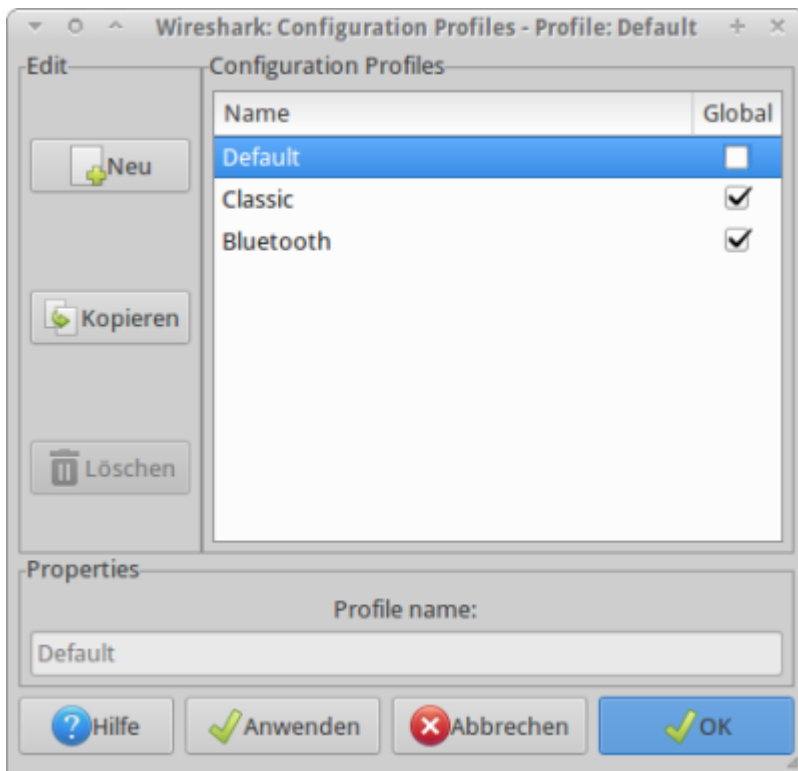 Wireshark: Configuration Profiles - Profile: Default
Edit
Configuration Profiles
Name Global
Neu
Default
Classic
Bluetooth
Kopieren
Löschen
Properties
Profile name:
Default
Hilfe Anwenden Abbrechen OK